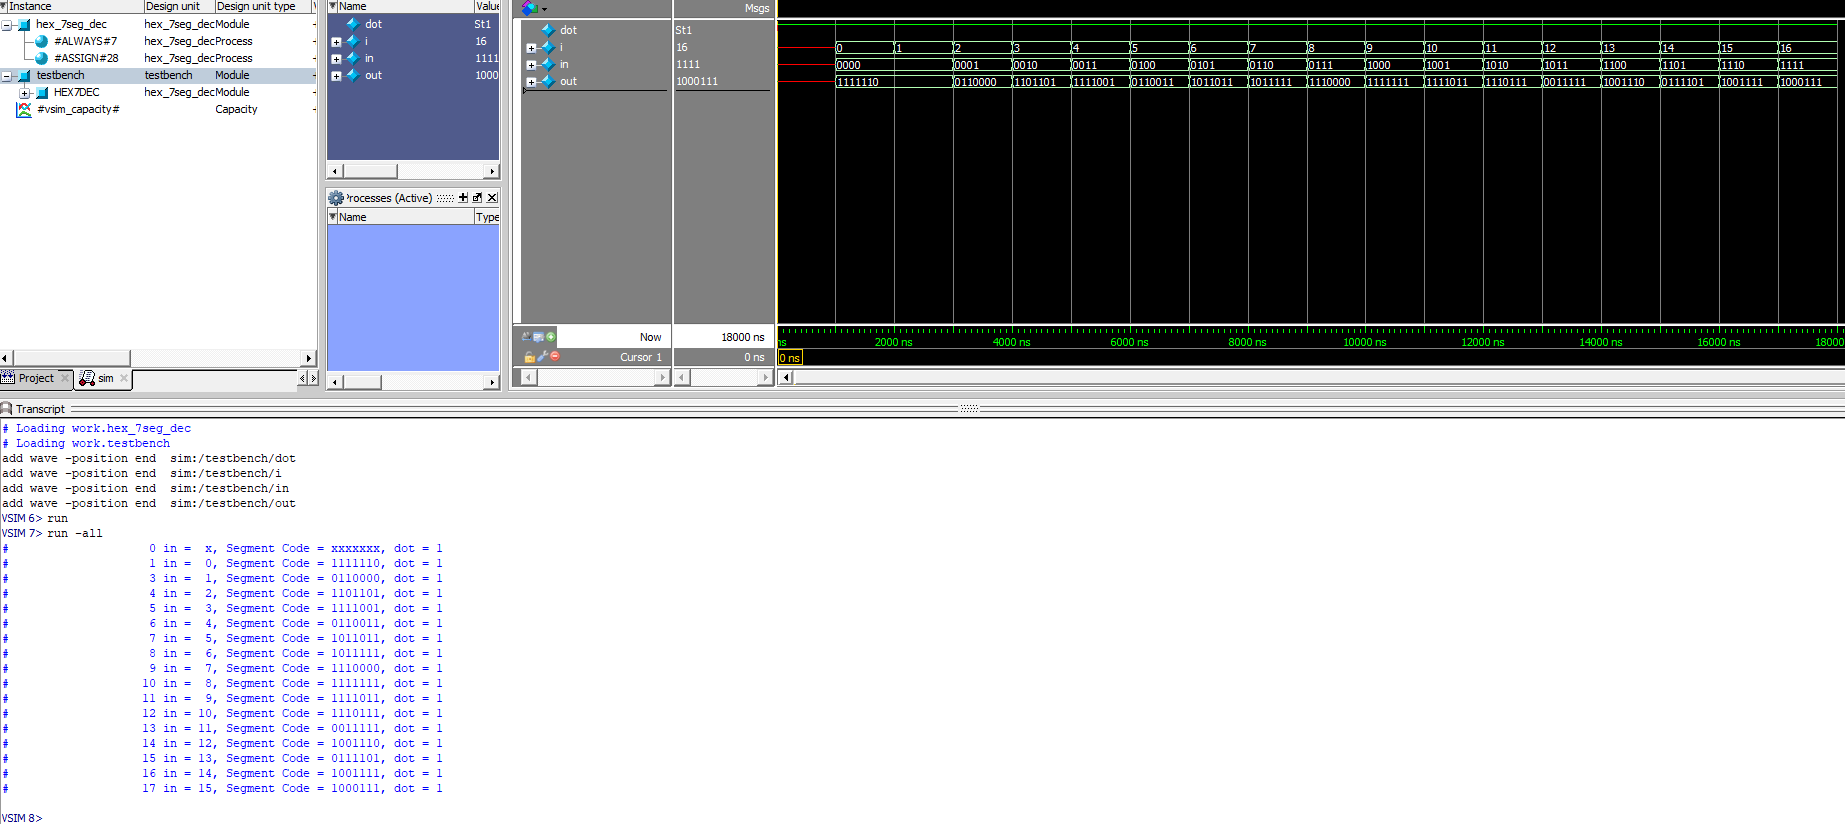 Instance Design unit Design unit type
hex_7seg_dec hex_7seg_dec Module
#ALWAYS#7 hex_7seg_dec Process
#ASSIGN#28 hex_7seg_dec Process
testbench testbench Module
HEX7DEC hex_7seg_dec Module
#vsim_capacity# Capacity
Project sim
Name Value
dot St1
i 16
in 1111
out 1000
Processes (Active)
Name Type
Msgs
dot St1
i 16 0 1 2 3 4 5 6 7 8 9 10 11 12 13 14 15 16
in 1111 0000 0001 0010 0011 0100 0101 0110 0111 1000 1001 1010 1011 1100 1101 1110 1111
out 1000111 1111110 0110000 1101101 1111001 0110011 1011011 1011111 1110000 1111111 1111011 1110111 0011111 1001110 0111101 1001111 1000111
Now 18000 ns ns 2000 ns 4000 ns 6000 ns 8000 ns 10000 ns 12000 ns 14000 ns 16000 ns 18000
Cursor 1 0 ns 0 ns
Transcript
# Loading work.hex_7seg_dec
# Loading work.testbench
add wave -position end  sim:/testbench/dot
add wave -position end  sim:/testbench/i
add wave -position end  sim:/testbench/in
add wave -position end  sim:/testbench/out
VSIM 6> run
VSIM 7> run -all
#                    0 in =  x, Segment Code = xxxxxxx, dot = 1
#                    1 in =  0, Segment Code = 1111110, dot = 1
#                    3 in =  1, Segment Code = 0110000, dot = 1
#                    4 in =  2, Segment Code = 1101101, dot = 1
#                    5 in =  3, Segment Code = 1111001, dot = 1
#                    6 in =  4, Segment Code = 0110011, dot = 1
#                    7 in =  5, Segment Code = 1011011, dot = 1
#                    8 in =  6, Segment Code = 1011111, dot = 1
#                    9 in =  7, Segment Code = 1110000, dot = 1
#                   10 in =  8, Segment Code = 1111111, dot = 1
#                   11 in =  9, Segment Code = 1111011, dot = 1
#                   12 in = 10, Segment Code = 1110111, dot = 1
#                   13 in = 11, Segment Code = 0011111, dot = 1
#                   14 in = 12, Segment Code = 1001110, dot = 1
#                   15 in = 13, Segment Code = 0111101, dot = 1
#                   16 in = 14, Segment Code = 1001111, dot = 1
#                   17 in = 15, Segment Code = 1000111, dot = 1
VSIM 8>